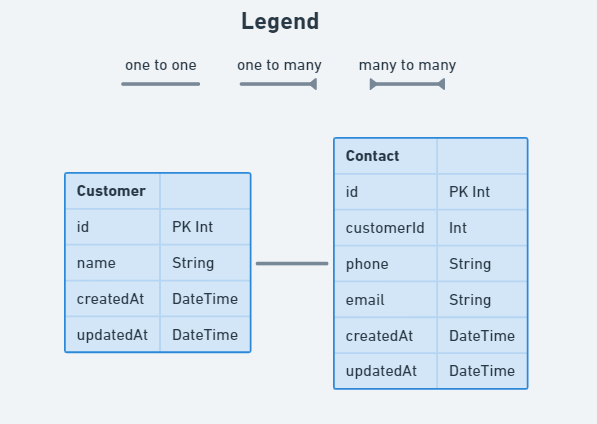 Legend
one to one
one to many
many to many
Customer
id PK Int
name String
createdAt DateTime
updatedAt DateTime
Contact
id PK Int
customerId Int
phone String
email String
createdAt DateTime
updatedAt DateTime